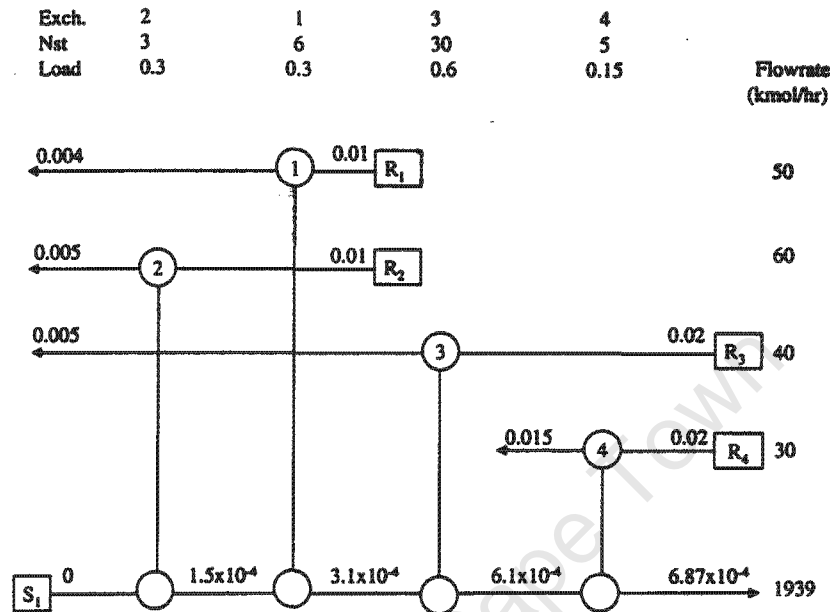 Exch. 2 1 3 4
Nst 3 6 30 5
Load 0.3 0.3 0.6 0.15 Flowrate
(kmol/hr)
0.004 1 0.01 R₁ 50
0.005 2 0.01 R₂ 60
0.005 3 0.02 R₃ 40
0.015 4 0.02 R₄ 30
S₁ 0 1.5x10⁻⁴ 3.1x10⁻⁴ 6.1x10⁻⁴ 6.87x10⁻⁴ 1939
ape Town